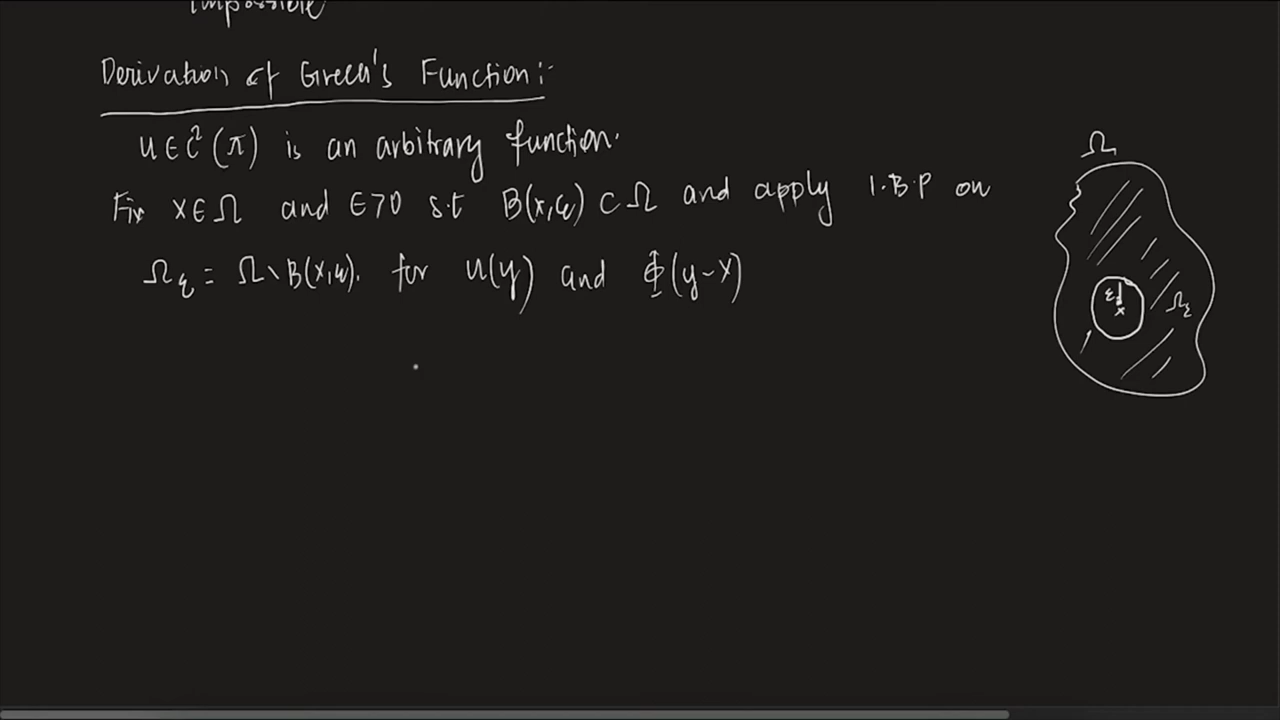 impossible
Derivation of Green's Function :-
u ∈ C²(π) is an arbitrary function.
Fix x ∈ Ω and ε > 0 s.t B(x,ε) ⊂ Ω and apply I.B.P on
Ω_ε = Ω \ B(x,ε). for u(y) and Φ(y-x)
Ω
ε
x
Ω_ε